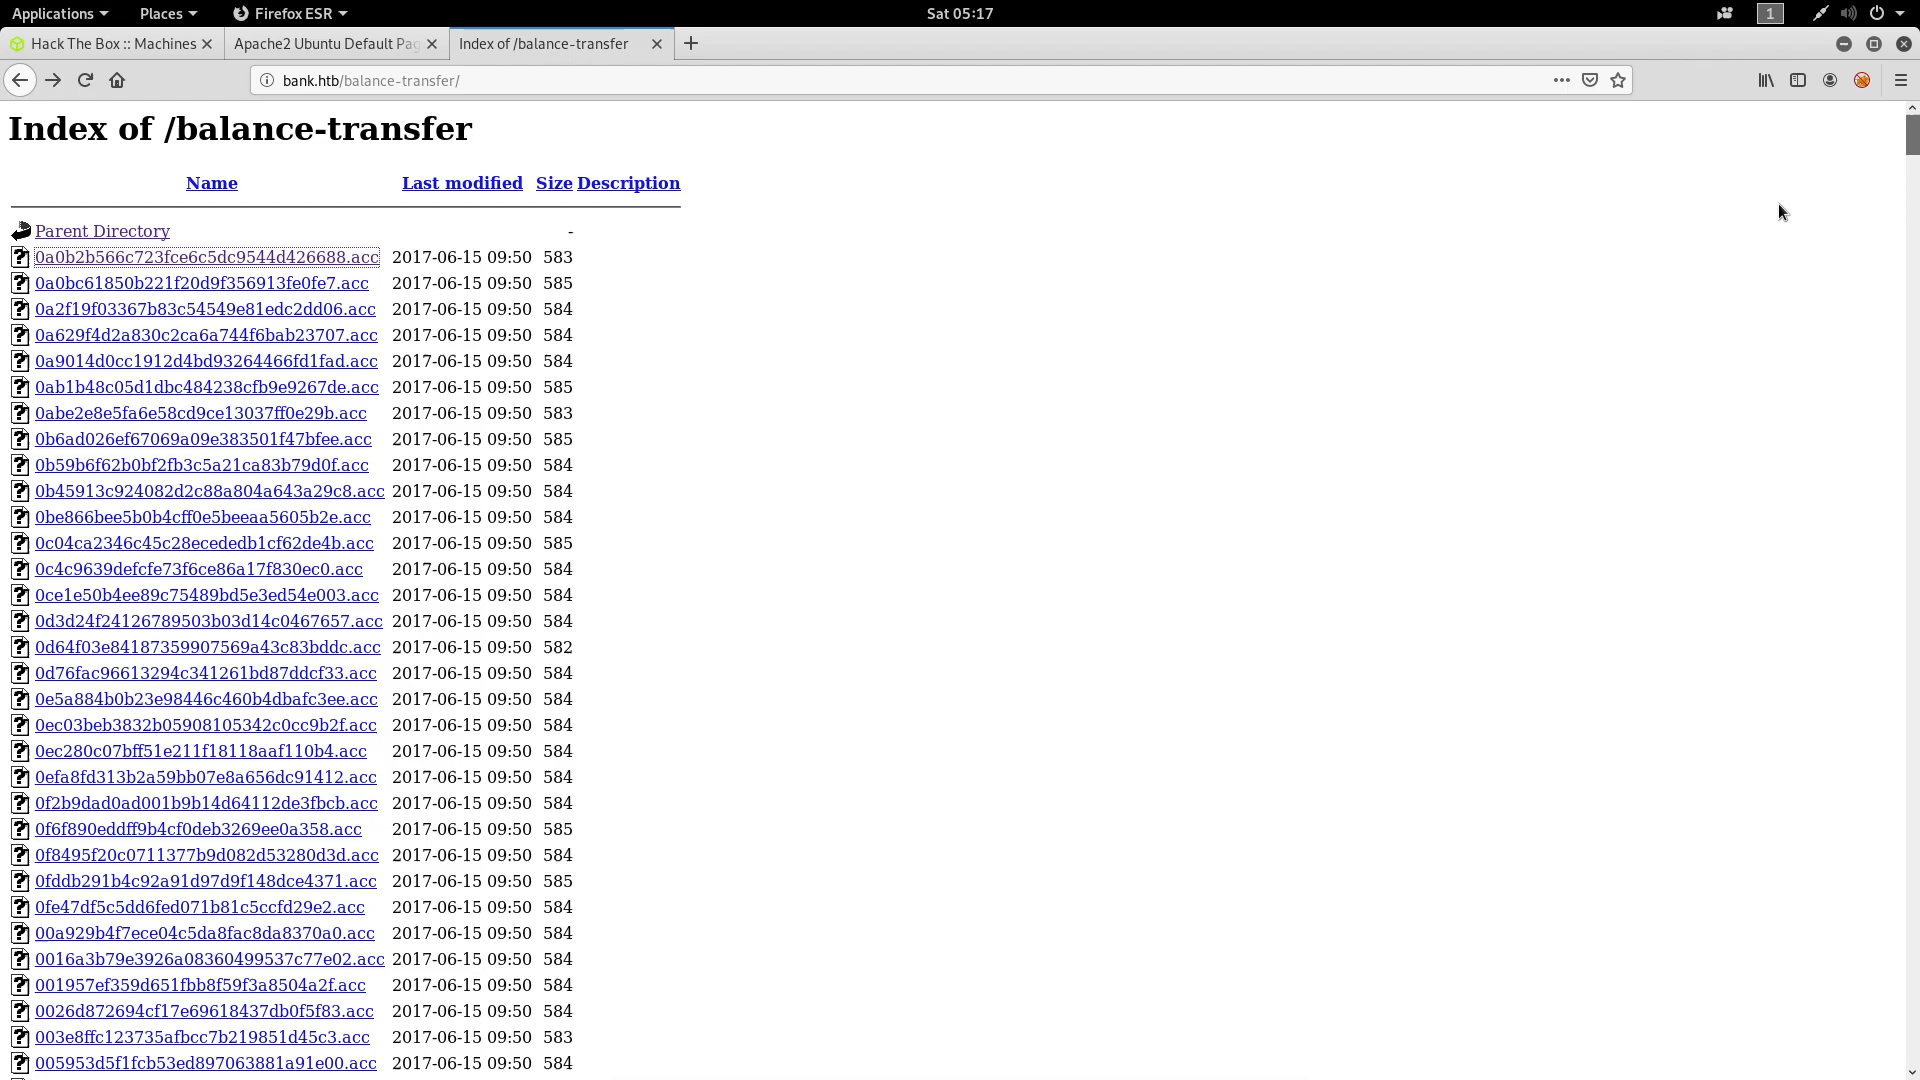 Applications Places Firefox ESR Sat 05:17 1
Hack The Box :: Machines Apache2 Ubuntu Default Pag Index of /balance-transfer
bank.htb/balance-transfer/
Index of /balance-transfer
Name Last modified Size Description
Parent Directory -
0a0b2b566c723fce6c5dc9544d426688.acc 2017-06-15 09:50 583
0a0bc61850b221f20d9f356913fe0fe7.acc 2017-06-15 09:50 585
0a2f19f03367b83c54549e81edc2dd06.acc 2017-06-15 09:50 584
0a629f4d2a830c2ca6a744f6bab23707.acc 2017-06-15 09:50 584
0a9014d0cc1912d4bd93264466fd1fad.acc 2017-06-15 09:50 584
0ab1b48c05d1dbc484238cfb9e9267de.acc 2017-06-15 09:50 585
0abe2e8e5fa6e58cd9ce13037ff0e29b.acc 2017-06-15 09:50 583
0b6ad026ef67069a09e383501f47bfee.acc 2017-06-15 09:50 585
0b59b6f62b0bf2fb3c5a21ca83b79d0f.acc 2017-06-15 09:50 584
0b45913c924082d2c88a804a643a29c8.acc 2017-06-15 09:50 584
0be866bee5b0b4cff0e5beeaa5605b2e.acc 2017-06-15 09:50 584
0c04ca2346c45c28ecededb1cf62de4b.acc 2017-06-15 09:50 585
0c4c9639defcfe73f6ce86a17f830ec0.acc 2017-06-15 09:50 584
0ce1e50b4ee89c75489bd5e3ed54e003.acc 2017-06-15 09:50 584
0d3d24f24126789503b03d14c0467657.acc 2017-06-15 09:50 584
0d64f03e84187359907569a43c83bddc.acc 2017-06-15 09:50 582
0d76fac96613294c341261bd87ddcf33.acc 2017-06-15 09:50 584
0e5a884b0b23e98446c460b4dbafc3ee.acc 2017-06-15 09:50 584
0ec03beb3832b05908105342c0cc9b2f.acc 2017-06-15 09:50 584
0ec280c07bff51e211f18118aaf110b4.acc 2017-06-15 09:50 584
0efa8fd313b2a59bb07e8a656dc91412.acc 2017-06-15 09:50 584
0f2b9dad0ad001b9b14d64112de3fbcb.acc 2017-06-15 09:50 584
0f6f890eddff9b4cf0deb3269ee0a358.acc 2017-06-15 09:50 585
0f8495f20c0711377b9d082d53280d3d.acc 2017-06-15 09:50 584
0fddb291b4c92a91d97d9f148dce4371.acc 2017-06-15 09:50 585
0fe47df5c5dd6fed071b81c5ccfd29e2.acc 2017-06-15 09:50 584
00a929b4f7ece04c5da8fac8da8370a0.acc 2017-06-15 09:50 584
0016a3b79e3926a08360499537c77e02.acc 2017-06-15 09:50 584
001957ef359d651fbb8f59f3a8504a2f.acc 2017-06-15 09:50 584
0026d872694cf17e69618437db0f5f83.acc 2017-06-15 09:50 584
003e8ffc123735afbcc7b219851d45c3.acc 2017-06-15 09:50 583
005953d5f1fcb53ed897063881a91e00.acc 2017-06-15 09:50 584